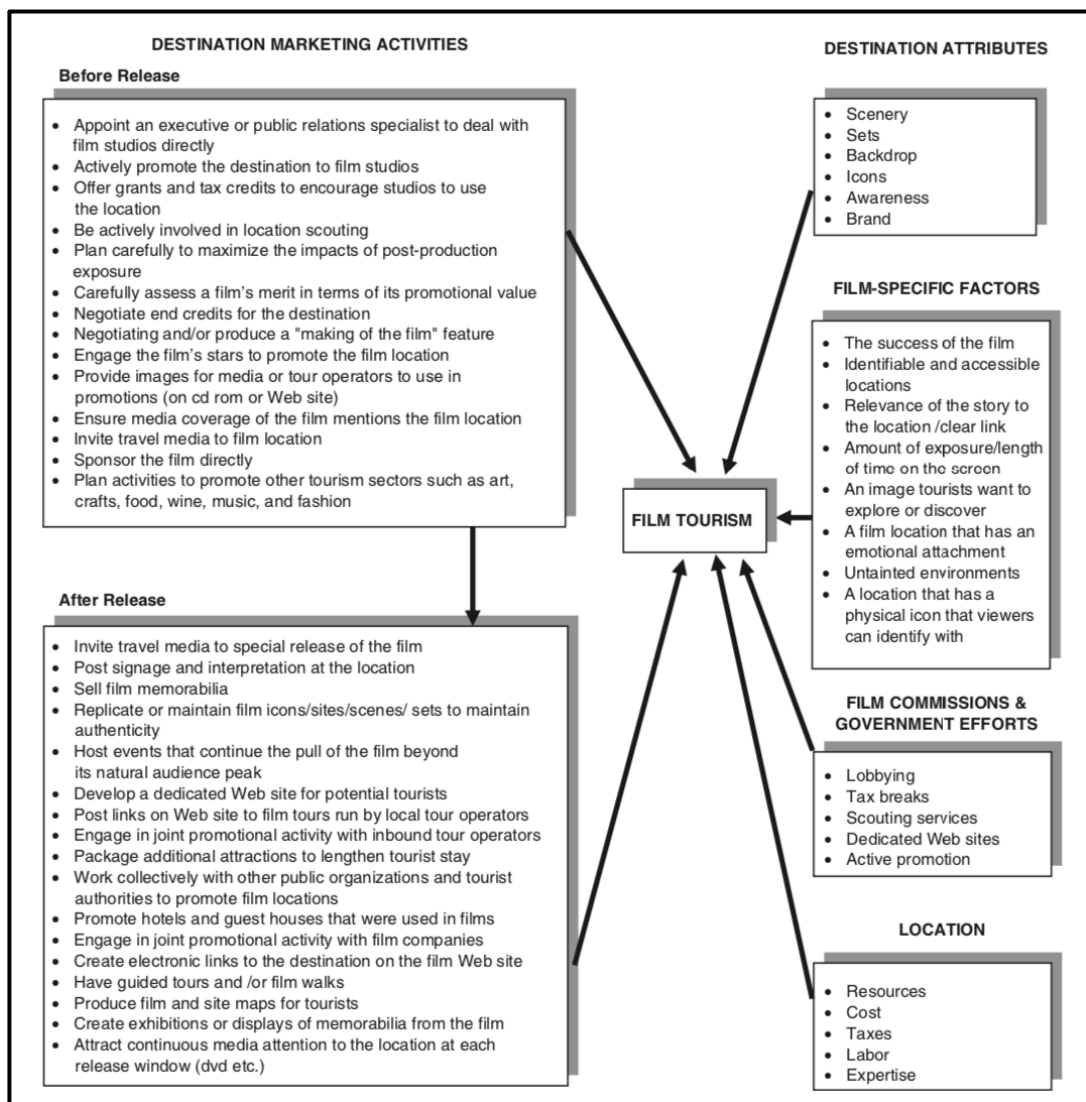 DESTINATION MARKETING ACTIVITIES
Before Release
• Appoint an executive or public relations specialist to deal with
film studios directly
• Actively promote the destination to film studios
• Offer grants and tax credits to encourage studios to use
the location
• Be actively involved in location scouting
• Plan carefully to maximize the impacts of post-production
exposure
• Carefully assess a film's merit in terms of its promotional value
• Negotiate end credits for the destination
• Negotiating and/or produce a "making of the film" feature
• Engage the film's stars to promote the film location
• Provide images for media or tour operators to use in
promotions (on cd rom or Web site)
• Ensure media coverage of the film mentions the film location
• Invite travel media to film location
• Sponsor the film directly
• Plan activities to promote other tourism sectors such as art,
crafts, food, wine, music, and fashion
After Release
• Invite travel media to special release of the film
• Post signage and interpretation at the location
• Sell film memorabilia
• Replicate or maintain film icons/sites/scenes/ sets to maintain
authenticity
• Host events that continue the pull of the film beyond
its natural audience peak
• Develop a dedicated Web site for potential tourists
• Post links on Web site to film tours run by local tour operators
• Engage in joint promotional activity with inbound tour operators
• Package additional attractions to lengthen tourist stay
• Work collectively with other public organizations and tourist
authorities to promote film locations
• Promote hotels and guest houses that were used in films
• Engage in joint promotional activity with film companies
• Create electronic links to the destination on the film Web site
• Have guided tours and /or film walks
• Produce film and site maps for tourists
• Create exhibitions or displays of memorabilia from the film
• Attract continuous media attention to the location at each
release window (dvd etc.)
FILM TOURISM
DESTINATION ATTRIBUTES
• Scenery
• Sets
• Backdrop
• Icons
• Awareness
• Brand
FILM-SPECIFIC FACTORS
• The success of the film
• Identifiable and accessible
locations
• Relevance of the story to
the location /clear link
• Amount of exposure/length
of time on the screen
• An image tourists want to
explore or discover
• A film location that has an
emotional attachment
• Untainted environments
• A location that has a
physical icon that viewers
can identify with
FILM COMMISSIONS &
GOVERNMENT EFFORTS
• Lobbying
• Tax breaks
• Scouting services
• Dedicated Web sites
• Active promotion
LOCATION
• Resources
• Cost
• Taxes
• Labor
• Expertise